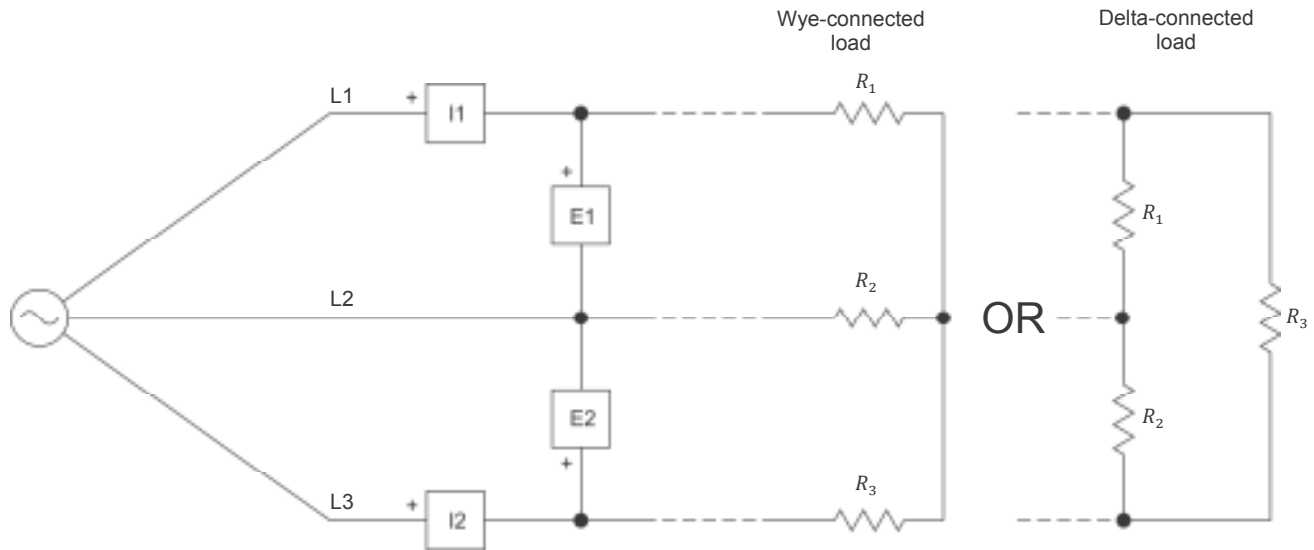 Wye-connected
load
Delta-connected
load
L1
+
I1
R₁
+
E1
R₁
L2
R₂
OR
R₃
E2
+
R₂
L3
+
I2
R₃